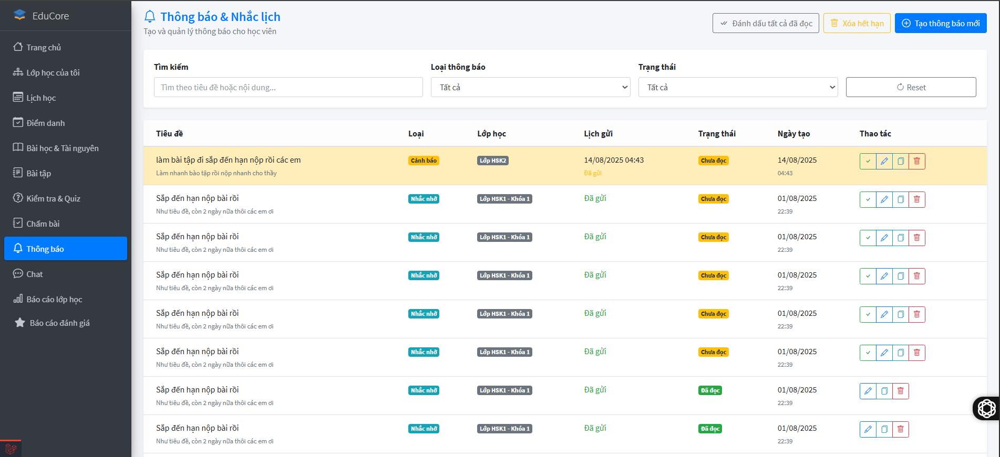 EduCore
Trang chủ
Lớp học của tôi
Lịch học
Điểm danh
Bài học & Tài nguyên
Bài tập
Kiểm tra & Quiz
Chấm bài
Thông báo
Chat
Báo cáo lớp học
Báo cáo đánh giá
Thông báo & Nhắc lịch
Tạo và quản lý thông báo cho học viên
Đánh dấu tất cả đã đọc
Xóa hết hạn
Tạo thông báo mới
Tìm kiếm
Loại thông báo
Trạng thái
Tìm theo tiêu đề hoặc nội dung...
Tất cả
Tất cả
Reset
Tiêu đề Loại Lớp học Lịch gửi Trạng thái Ngày tạo Thao tác
làm bài tập đi sắp đến hạn nộp rồi các em Cảnh báo Lớp HSK2 14/08/2025 04:43 Chưa đọc 14/08/2025
Làm nhanh bào tập rồi nộp nhanh cho thầy Đã gửi 04:43
Sắp đến hạn nộp bài rồi Nhắc nhở Lớp HSK1 - Khóa 1 Đã gửi Chưa đọc 01/08/2025
Như tiêu đề, còn 2 ngày nữa thôi các em ơi 22:39
Sắp đến hạn nộp bài rồi Nhắc nhở Lớp HSK1 - Khóa 1 Đã gửi Chưa đọc 01/08/2025
Như tiêu đề, còn 2 ngày nữa thôi các em ơi 22:39
Sắp đến hạn nộp bài rồi Nhắc nhở Lớp HSK1 - Khóa 1 Đã gửi Chưa đọc 01/08/2025
Như tiêu đề, còn 2 ngày nữa thôi các em ơi 22:39
Sắp đến hạn nộp bài rồi Nhắc nhở Lớp HSK1 - Khóa 1 Đã gửi Chưa đọc 01/08/2025
Như tiêu đề, còn 2 ngày nữa thôi các em ơi 22:39
Sắp đến hạn nộp bài rồi Nhắc nhở Lớp HSK1 - Khóa 1 Đã gửi Chưa đọc 01/08/2025
Như tiêu đề, còn 2 ngày nữa thôi các em ơi 22:39
Sắp đến hạn nộp bài rồi Nhắc nhở Lớp HSK1 - Khóa 1 Đã gửi Đã đọc 01/08/2025
Như tiêu đề, còn 2 ngày nữa thôi các em ơi 22:39
Sắp đến hạn nộp bài rồi Nhắc nhở Lớp HSK1 - Khóa 1 Đã gửi Đã đọc 01/08/2025
Như tiêu đề, còn 2 ngày nữa thôi các em ơi 22:39